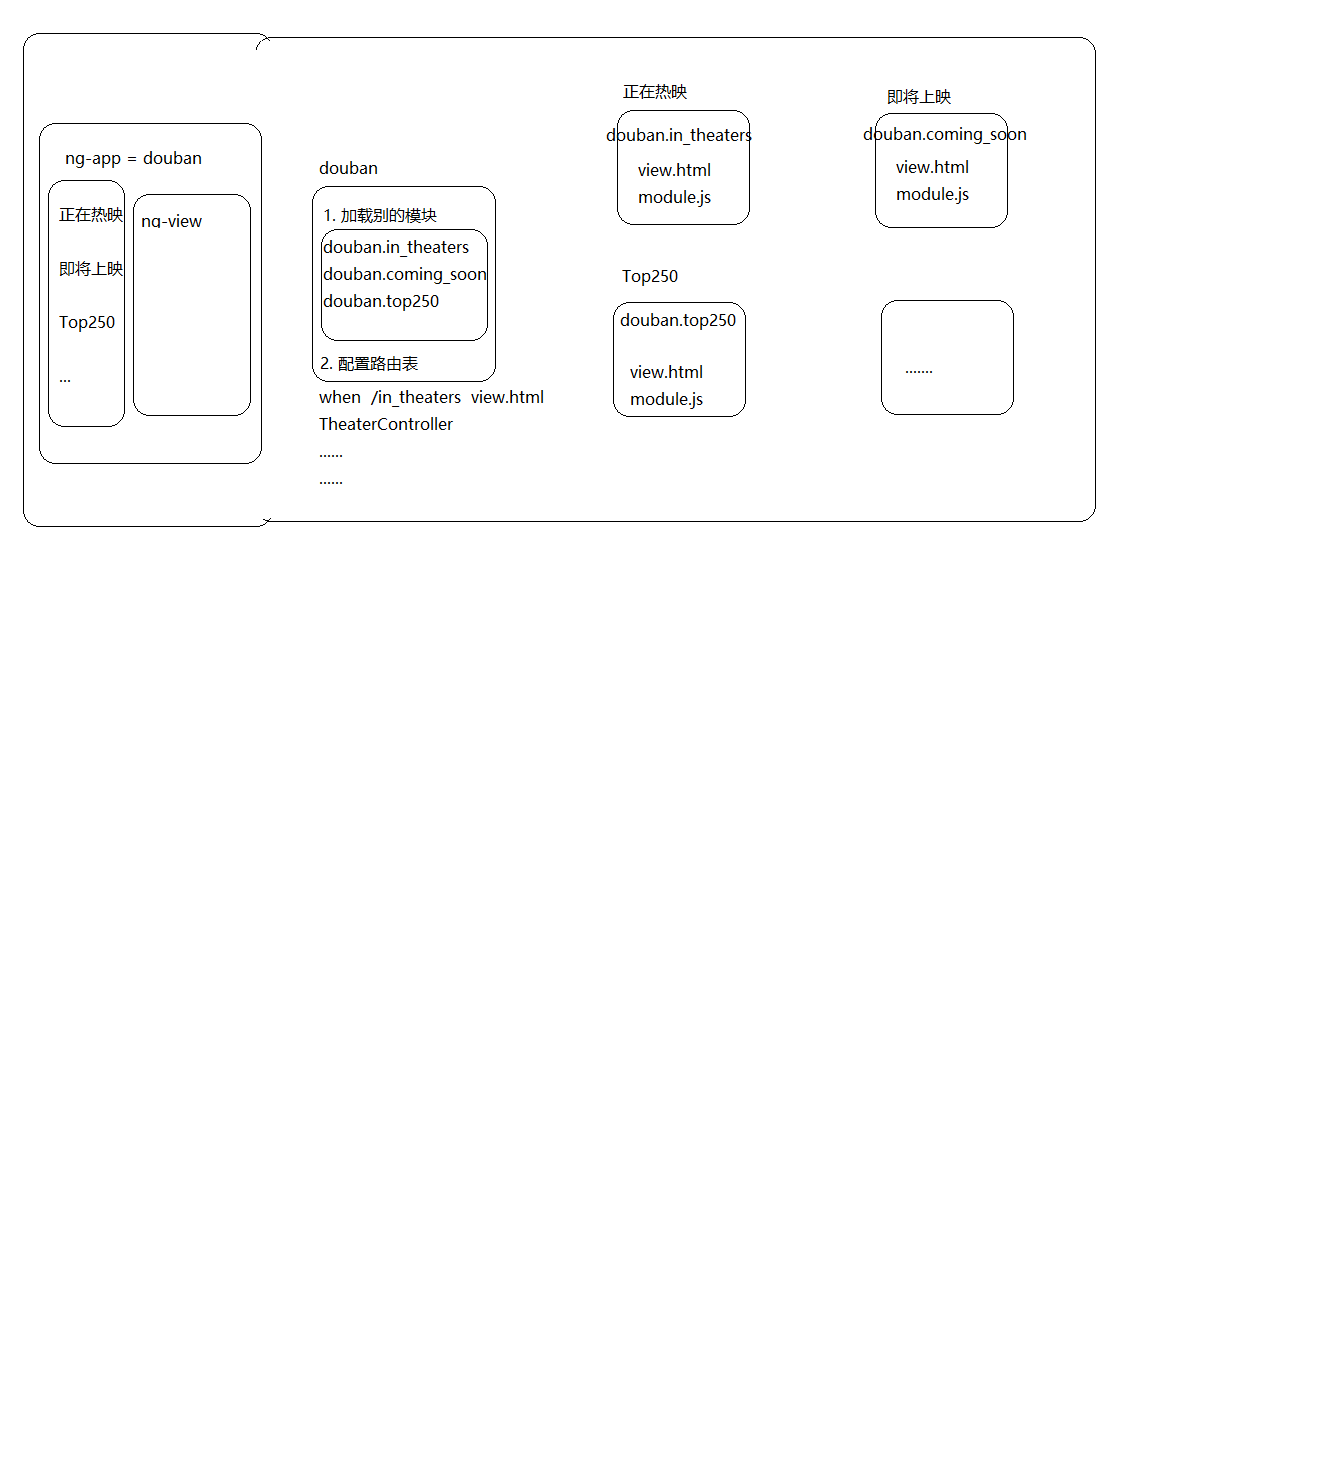 ng-app = douban
正在热映
即将上映
Top250
...
ng-view
douban
1. 加载别的模块
douban.in_theaters
douban.coming_soon
douban.top250
2. 配置路由表
when /in_theaters view.html
TheaterController
......
......
正在热映
douban.in_theaters
view.html
module.js
即将上映
douban.coming_soon
view.html
module.js
Top250
douban.top250
view.html
module.js
.......